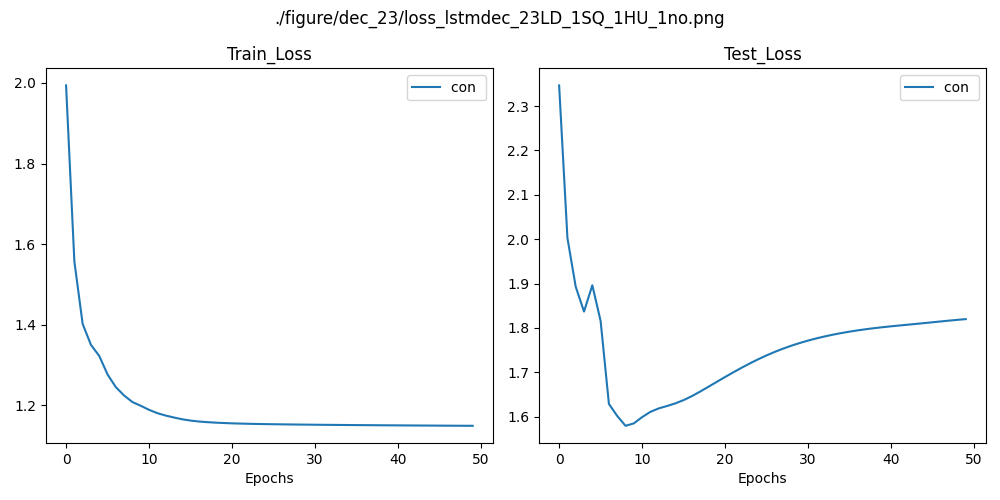 ./figure/dec_23/loss_lstmdec_23LD_1SQ_1HU_1no.png
Train_Loss
con
2.0
1.8
1.6
1.4
1.2
0 10 20 30 40 50
Epochs
Test_Loss
con
2.3
2.2
2.1
2.0
1.9
1.8
1.7
1.6
0 10 20 30 40 50
Epochs